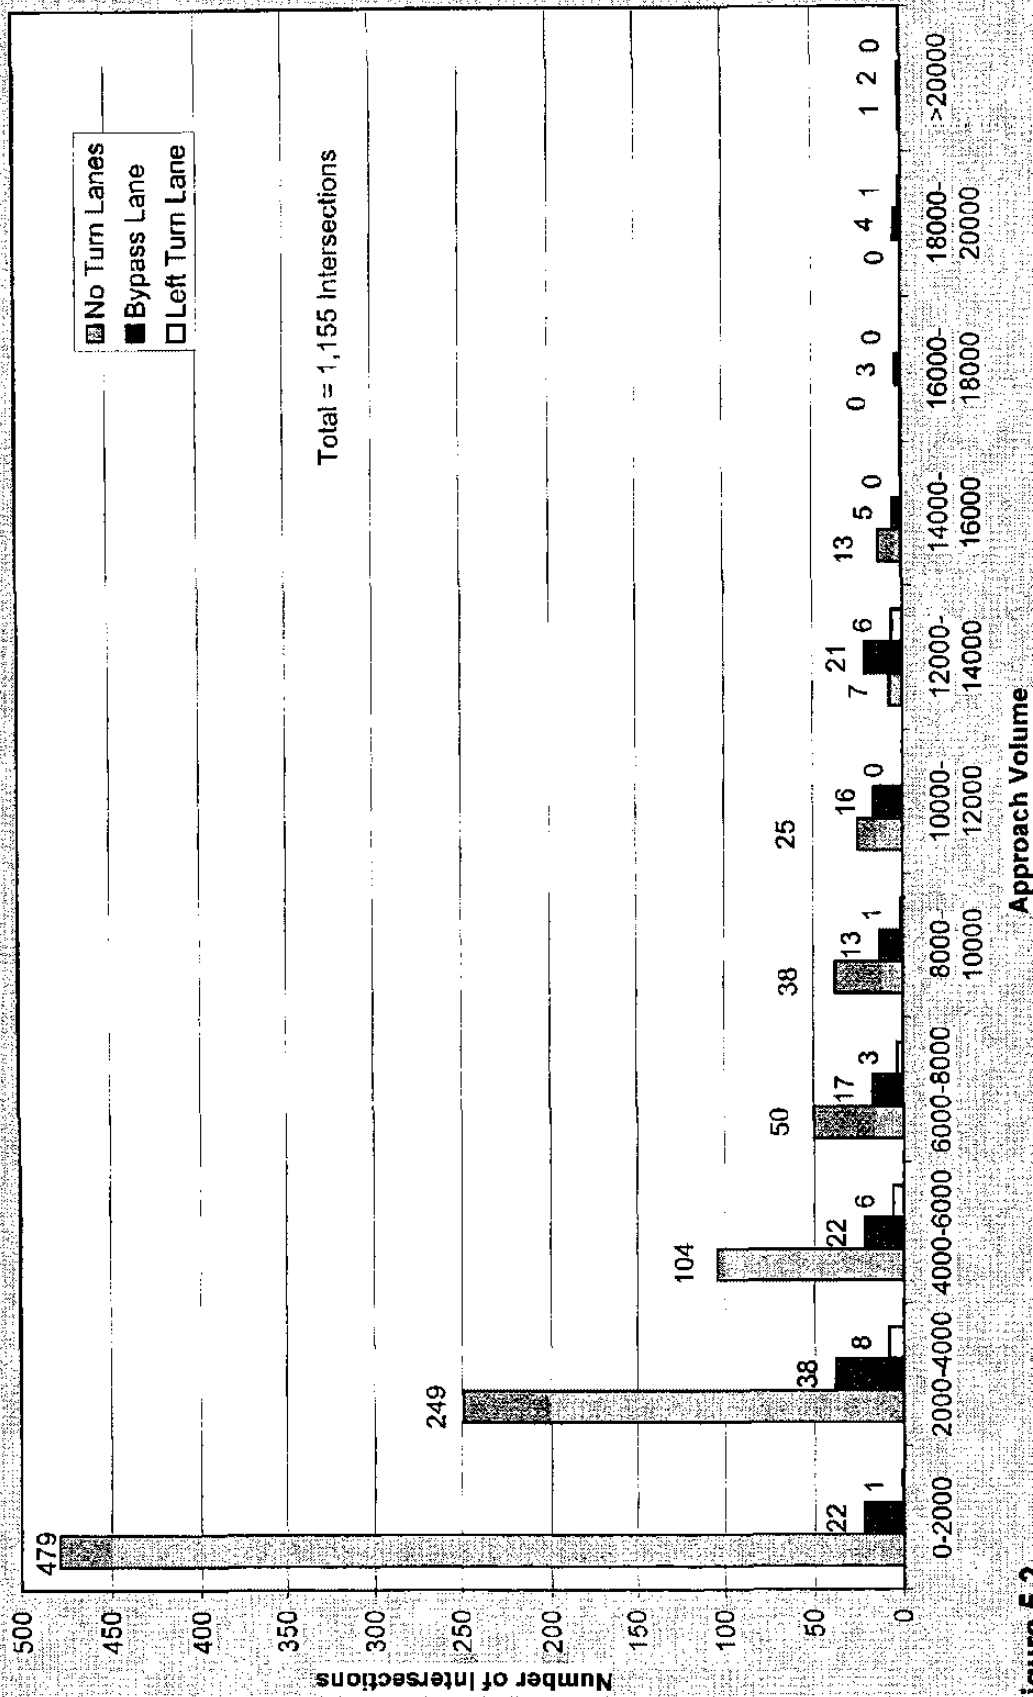 500
450
400
350
300
250
200
150
100
50
0
Number of Intersections
No Turn Lanes
Bypass Lane
Left Turn Lane
Total = 1,155 Intersections
479 22 1
249 38 8
104 22 6
50 17 3
38 13 1
25 16 0
7 21 6
13 5 0
0 3 0
0 4 1
1 2 0
0-2000 2000-4000 4000-6000 6000-8000 8000- 10000- 12000- 14000- 16000- 18000- >20000
10000 12000 14000 16000 18000 20000
Approach Volume